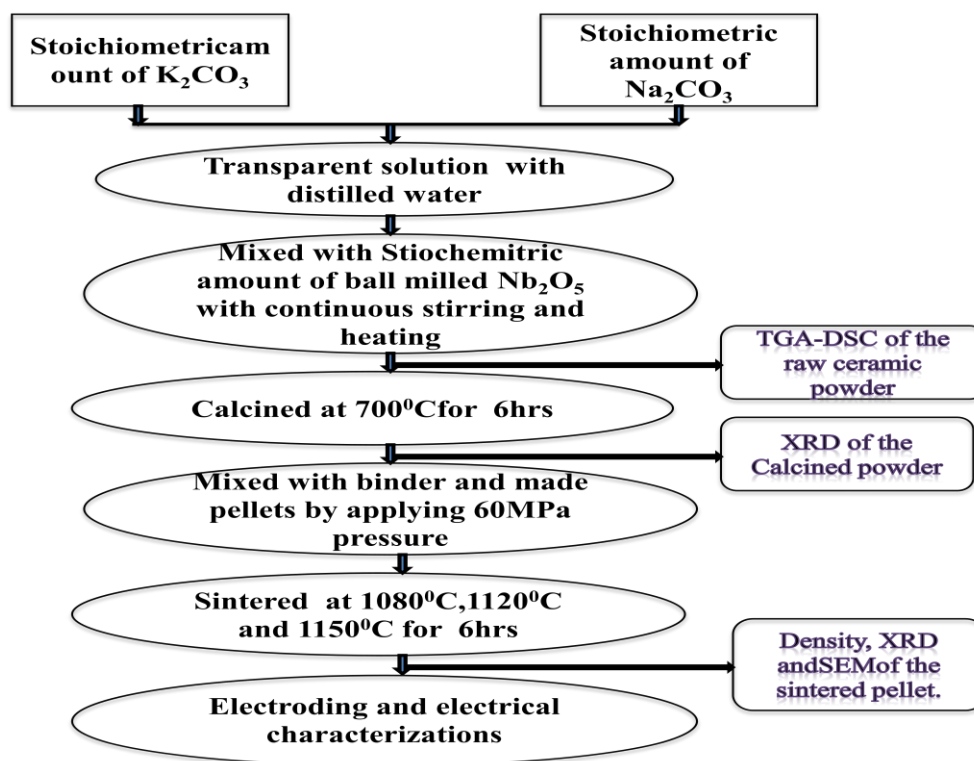 Stoichiometricam
ount of K₂CO₃
Stoichiometric
amount of
Na₂CO₃
Transparent solution with
distilled water
Mixed with Stiochemitric
amount of ball milled Nb₂O₅
with continuous stirring and
heating
TGA-DSC of the
raw ceramic
powder
Calcined at 700⁰Cfor 6hrs
XRD of the
Calcined powder
Mixed with binder and made
pellets by applying 60MPa
pressure
Sintered at 1080⁰C,1120⁰C
and 1150⁰C for 6hrs
Density, XRD
andSEMof the
sintered pellet.
Electroding and electrical
characterizations